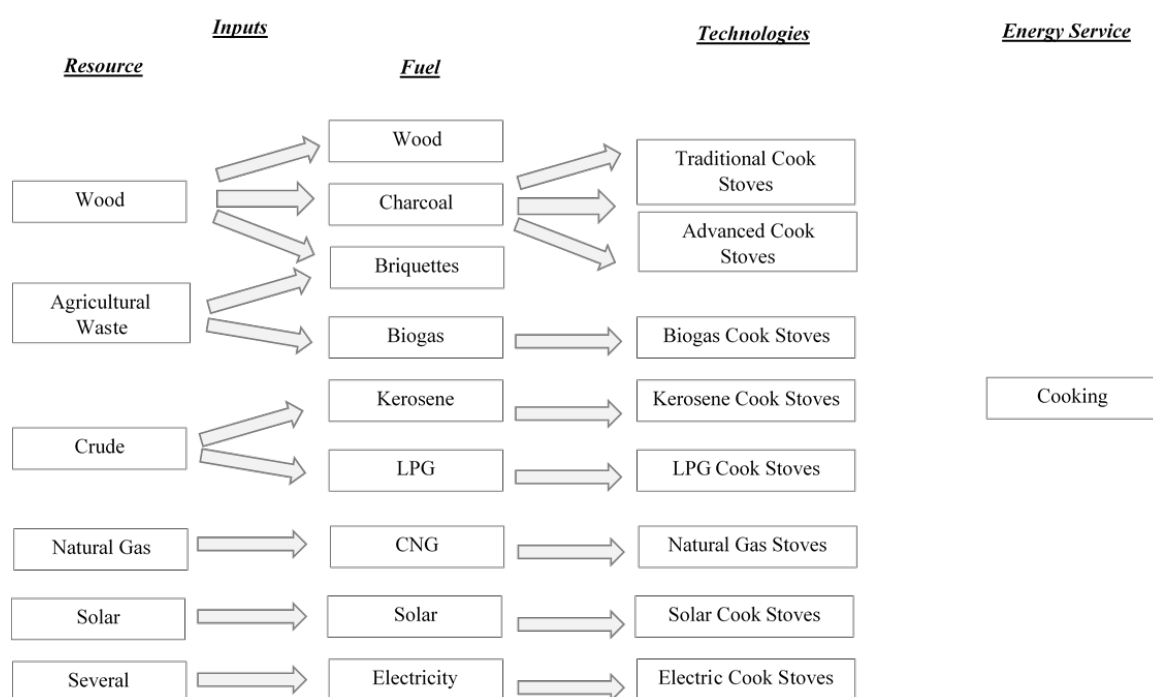 Inputs
Technologies
Energy Service
Resource
Fuel
Wood
Traditional Cook
Stoves
Wood
Charcoal
Advanced Cook
Stoves
Briquettes
Agricultural
Waste
Biogas
Biogas Cook Stoves
Kerosene
Kerosene Cook Stoves
Cooking
Crude
LPG
LPG Cook Stoves
Natural Gas
CNG
Natural Gas Stoves
Solar
Solar
Solar Cook Stoves
Several
Electricity
Electric Cook Stoves